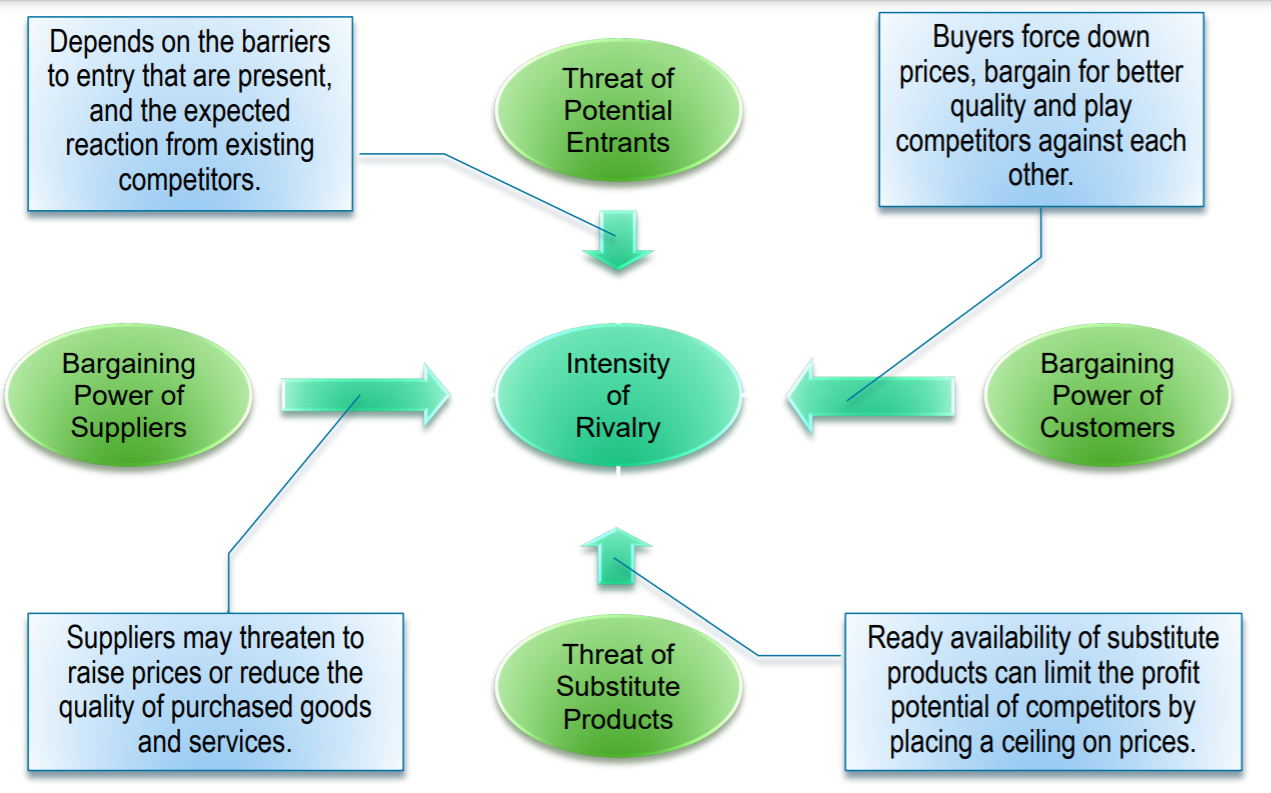 Depends on the barriers
to entry that are present,
and the expected
reaction from existing
competitors.
Threat of
Potential
Entrants
Buyers force down
prices, bargain for better
quality and play
competitors against each
other.
Bargaining
Power of
Suppliers
Intensity
of
Rivalry
Bargaining
Power of
Customers
Suppliers may threaten to
raise prices or reduce the
quality of purchased goods
and services.
Threat of
Substitute
Products
Ready availability of substitute
products can limit the profit
potential of competitors by
placing a ceiling on prices.